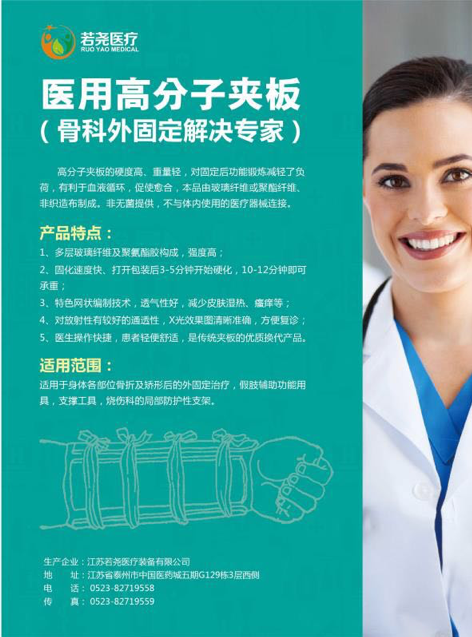 若尧医疗
RUO YAO MEDICAL
医用高分子夹板
（骨科外固定解决专家）
高分子夹板的硬度高、重量轻，对固定后功能锻炼减轻了负
荷，有利于血液循环，促使愈合，本品由玻璃纤维或聚酯纤维、
非织造布制成。非无菌提供，不与体内使用的医疗器械连接。
产品特点：
1、多层玻璃纤维及聚氨酯胶构成，强度高；
2、固化速度快、打开包装后3-5分钟开始硬化，10-12分钟即可
承重；
3、特色网状编制技术，透气性好，减少皮肤湿热、瘙痒等；
4、对放射性有较好的通透性，X光效果图清晰准确，方便复诊；
5、医生操作快捷，患者轻便舒适，是传统夹板的优质换代产品。
适用范围：
适用于身体各部位骨折及矫形后的外固定治疗，假肢辅助功能用
具，支撑工具，烧伤科的局部防护性支架。
生产企业：江苏若尧医疗装备有限公司
地 址：江苏省泰州市中国医药城五期G129栋3层西侧
电 话：0523-82719558
传 真：0523-82719559